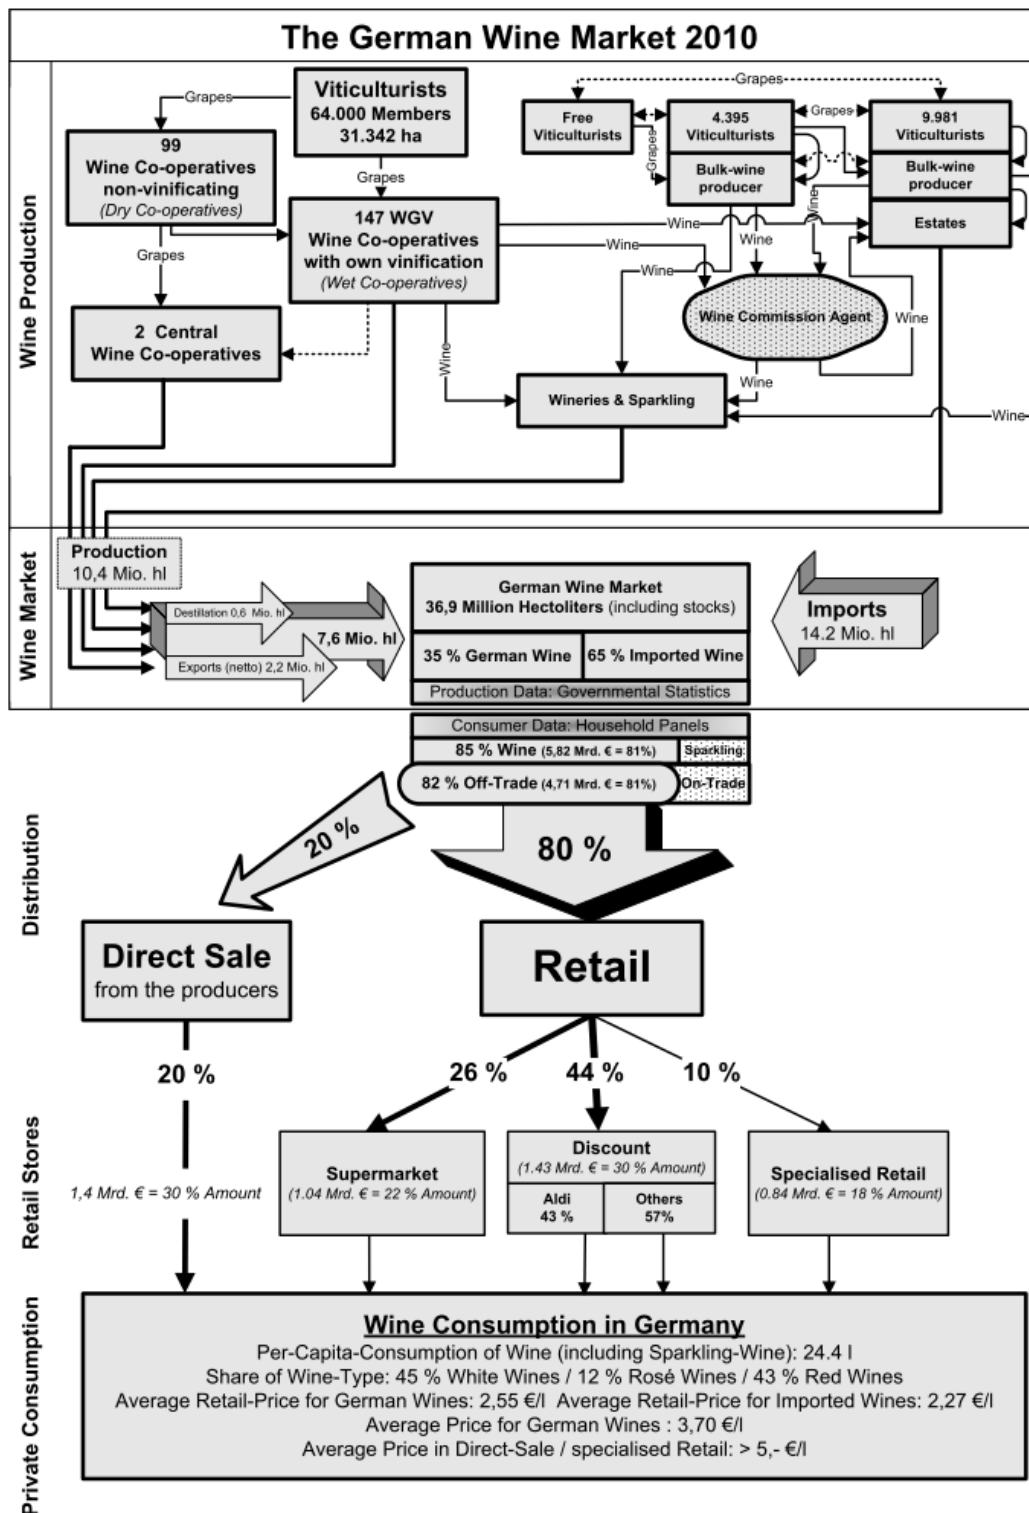 The German Wine Market 2010
Wine Production
Viticulturists
64.000 Members
31.342 ha
Grapes
Grapes
99
Wine Co-operatives
non-vinificating
(Dry Co-operatives)
Grapes
147 WGV
Wine Co-operatives
with own vinification
(Wet Co-operatives)
2 Central
Wine Co-operatives
Grapes
Free
Viticulturists
Grapes
4.395
Viticulturists
Bulk-wine
producer
Grapes
9.981
Viticulturists
Bulk-wine
producer
Estates
Wine
Wine
Wine
Wine
Wine
Wine Commission Agent
Wine
Wine
Wine
Wineries & Sparkling
Wine
Wine Market
Production
10,4 Mio. hl
Destillation 0,6 Mio. hl
7,6 Mio. hl
Exports (netto) 2,2 Mio. hl
German Wine Market
36,9 Million Hectoliters (including stocks)
35 % German Wine
65 % Imported Wine
Production Data: Governmental Statistics
Imports
14.2 Mio. hl
Consumer Data: Household Panels
85 % Wine (5,82 Mrd. € = 81%)
Sparkling
82 % Off-Trade (4,71 Mrd. € = 81%)
On-Trade
Distribution
20 %
80 %
Direct Sale
from the producers
Retail
20 %
26 %
44 %
10 %
Retail Stores
1,4 Mrd. € = 30 % Amount
Supermarket
(1.04 Mrd. € = 22 % Amount)
Discount
(1.43 Mrd. € = 30 % Amount)
Aldi
43 %
Others
57%
Specialised Retail
(0.84 Mrd. € = 18 % Amount)
Private Consumption
Wine Consumption in Germany
Per-Capita-Consumption of Wine (including Sparkling-Wine): 24.4 l
Share of Wine-Type: 45 % White Wines / 12 % Rosé Wines / 43 % Red Wines
Average Retail-Price for German Wines: 2,55 €/l Average Retail-Price for Imported Wines: 2,27 €/l
Average Price for German Wines : 3,70 €/l
Average Price in Direct-Sale / specialised Retail: > 5,- €/l